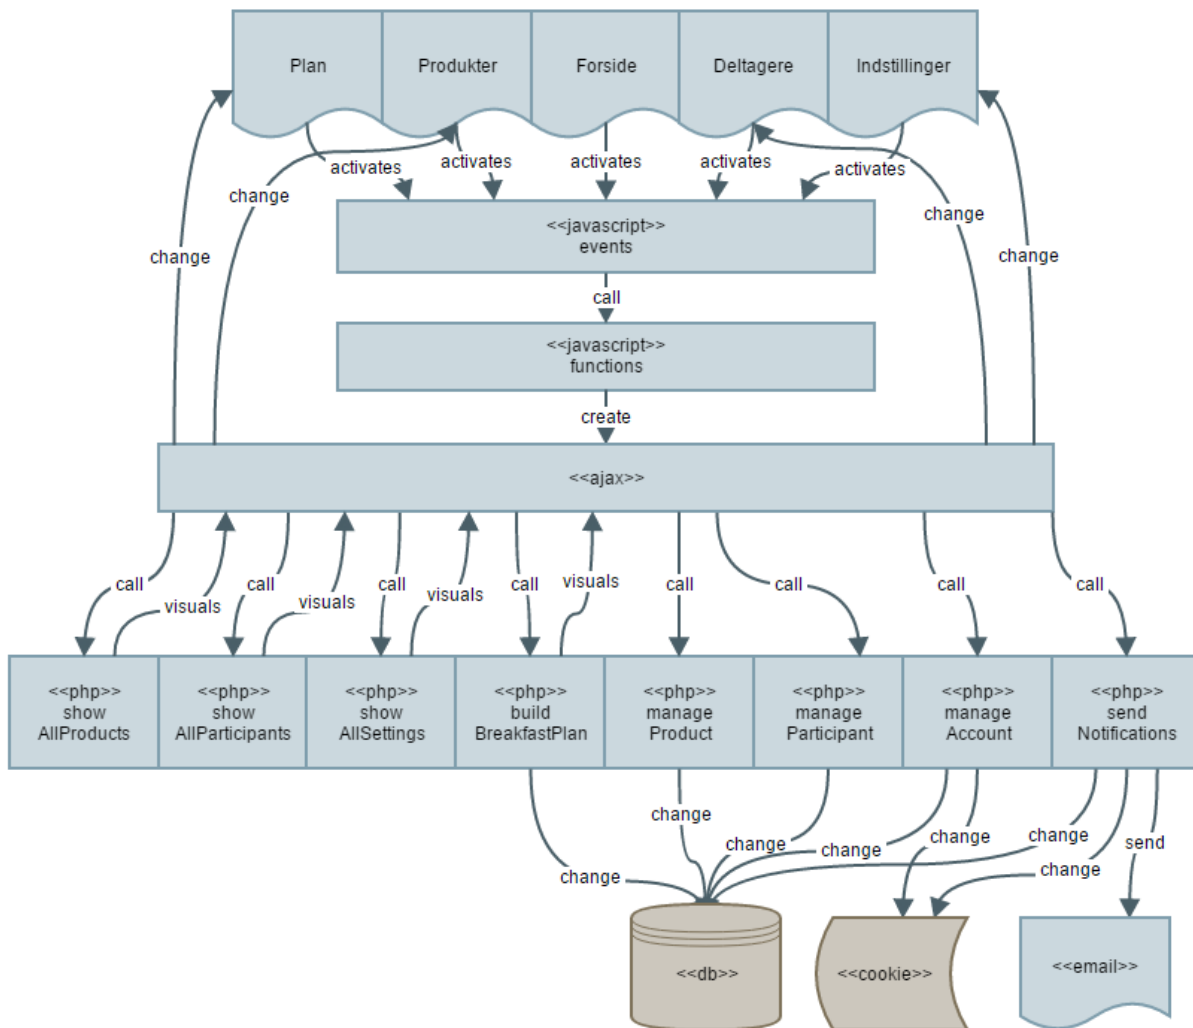 Plan
Produkter
Forside
Deltagere
Indstillinger
activates
activates
activates
activates
activates
change
change
change
change
<<javascript>>
events
call
<<javascript>>
functions
create
<<ajax>>
call
visuals
call
visuals
call
visuals
call
visuals
call
call
call
call
<<php>>
show
AllProducts
<<php>>
show
AllParticipants
<<php>>
show
AllSettings
<<php>>
build
BreakfastPlan
<<php>>
manage
Product
<<php>>
manage
Participant
<<php>>
manage
Account
<<php>>
send
Notifications
change
change
change
change
change
change
change
send
<<db>>
<<cookie>>
<<email>>